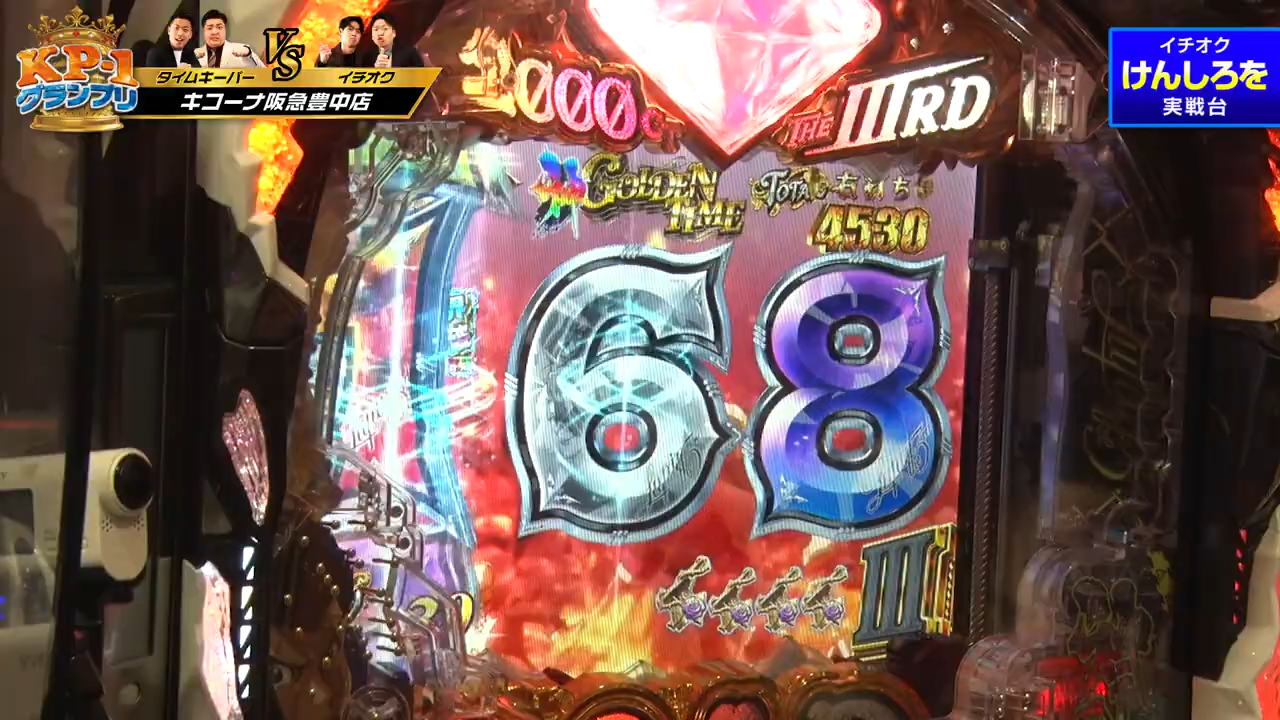 KP-1
グランプリ
タイムキーパー
VS
イチオク
キコーナ阪急豊中店
イチオク
けんしろを
実戦台
1000
THE IIIRD
GOLDEN
TIME
TOTAL
4530
68
III